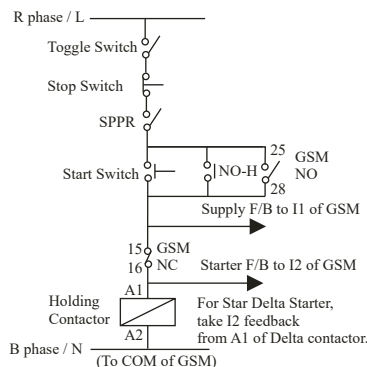 R phase / L
Toggle Switch
Stop Switch
SPPR
Start Switch
NO-H
25
GSM
NO
28
Supply F/B to I1 of GSM
15
GSM
16
NC
Starter F/B to I2 of GSM
A1
Holding
Contactor
A2
For Star Delta Starter,
take I2 feedback
from A1 of Delta contactor.
B phase / N
(To COM of GSM)